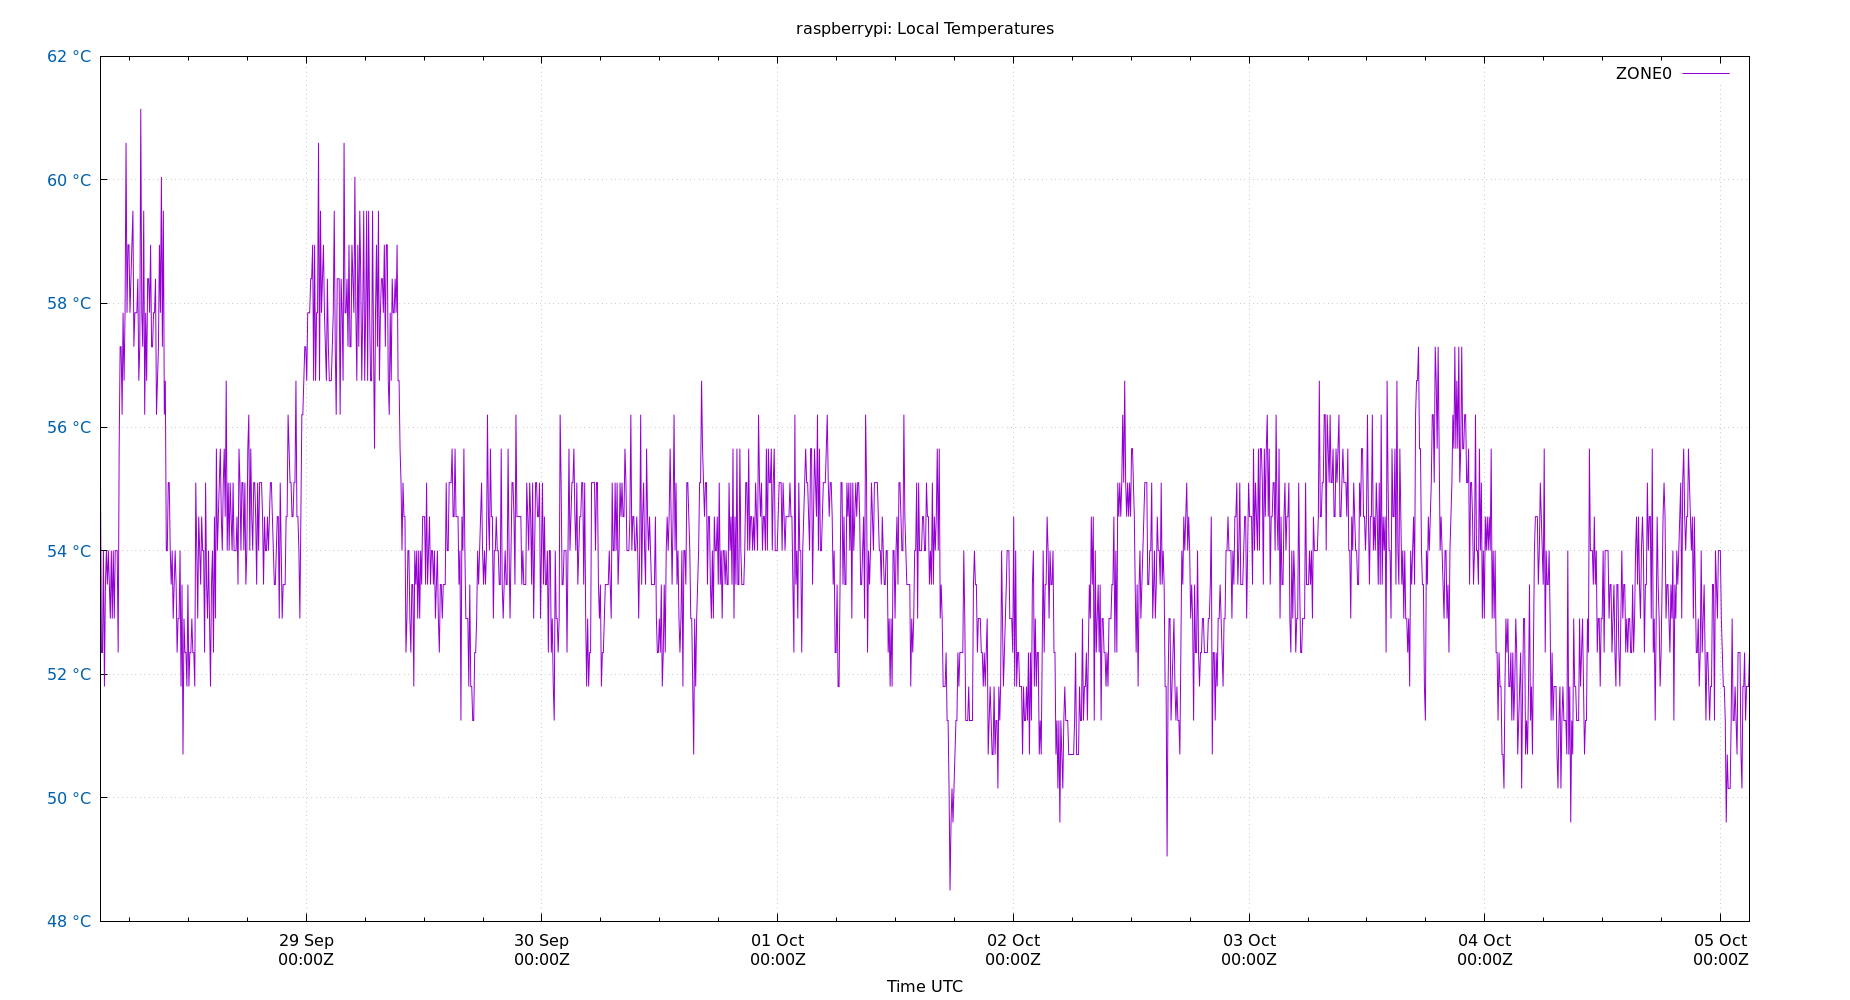 raspberrypi: Local Temperatures
62 °C
ZONE0
60 °C
58 °C
56 °C
54 °C
52 °C
50 °C
48 °C
29 Sep 30 Sep 01 Oct 02 Oct 03 Oct 04 Oct 05 Oct
00:00Z 00:00Z 00:00Z 00:00Z 00:00Z 00:00Z 00:00Z
Time UTC